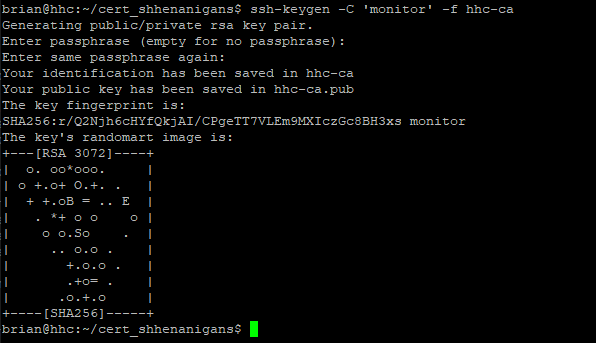 brian@hhc:~/cert_shhenanigans$ ssh-keygen -C 'monitor' -f hhc-ca
Generating public/private rsa key pair.
Enter passphrase (empty for no passphrase):
Enter same passphrase again:
Your identification has been saved in hhc-ca
Your public key has been saved in hhc-ca.pub
The key fingerprint is:
SHA256:r/Q2Njh6cHYfQkjAI/CPgeTT7VLEm9MXIczGc8BH3xs monitor
The key's randomart image is:
+---[RSA 3072]----+
|  o. oo*ooo.     |
| o +.o+ O.+. .   |
|  + +.oB = .. E  |
|   . *+ o o    o |
|    o o.So    .  |
|     .. o.o .    |
|       +.o.o .   |
|       .+o= .    |
|      .o.+.o     |
+----[SHA256]-----+
brian@hhc:~/cert_shhenanigans$